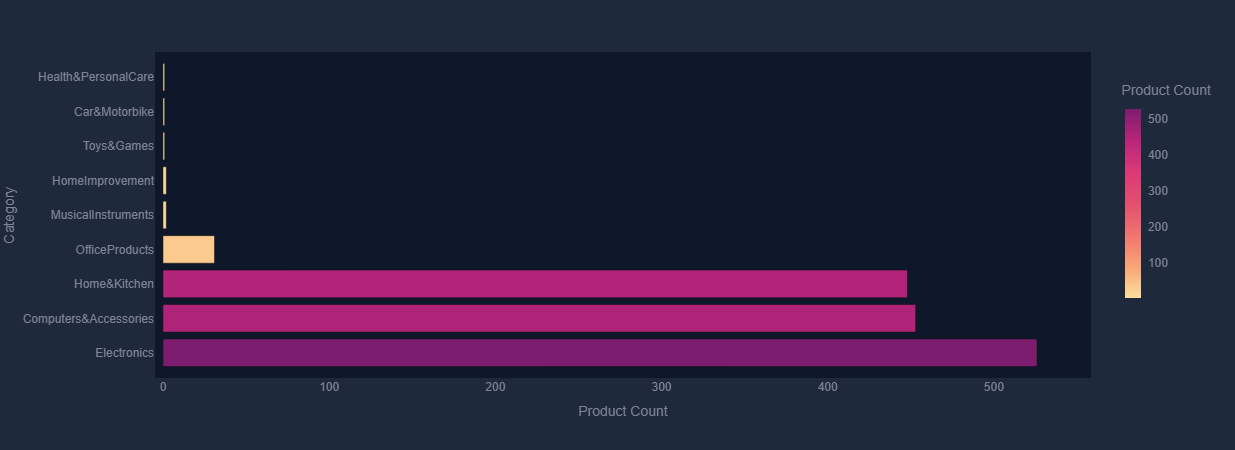 Health&PersonalCare
Car&Motorbike
Toys&Games
HomeImprovement
MusicalInstruments
OfficeProducts
Home&Kitchen
Computers&Accessories
Electronics
Category
0 100 200 300 400 500
Product Count
Product Count
500
400
300
200
100